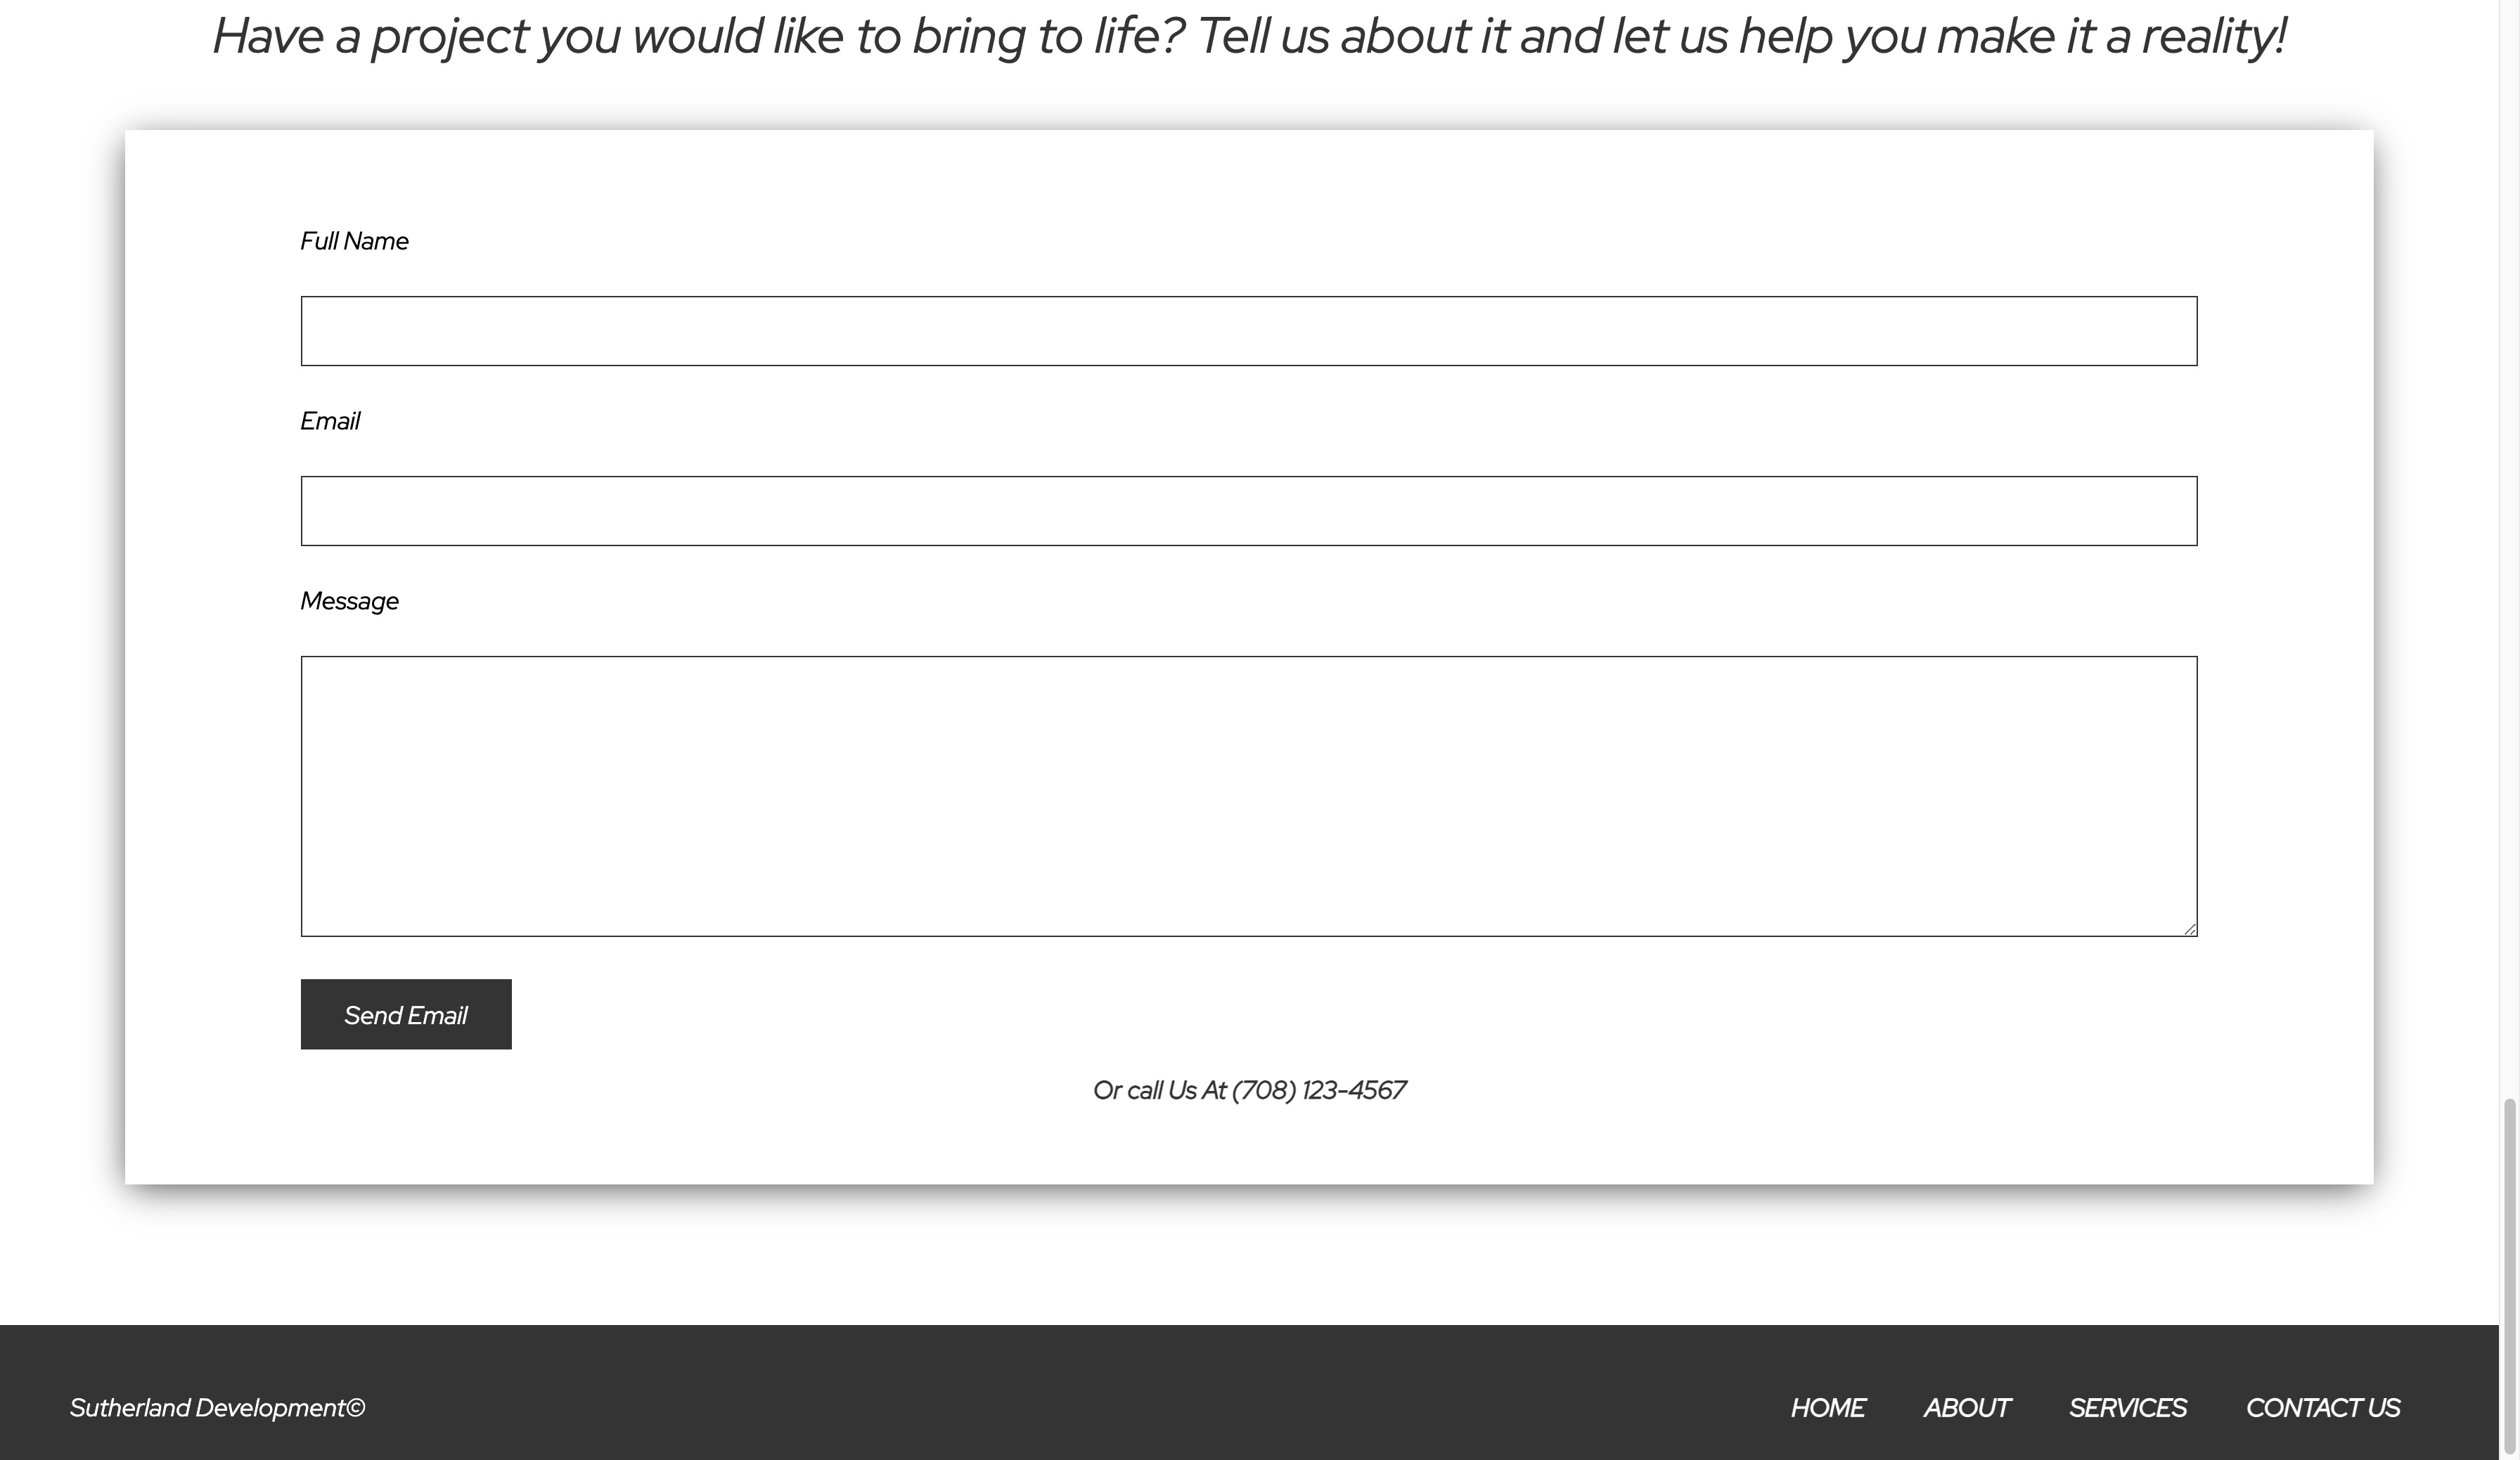 Have a project you would like to bring to life? Tell us about it and let us help you make it a reality!
Full Name
Email
Message
Send Email
Or call Us At (708) 123-4567
Sutherland Development© HOME ABOUT SERVICES CONTACT US